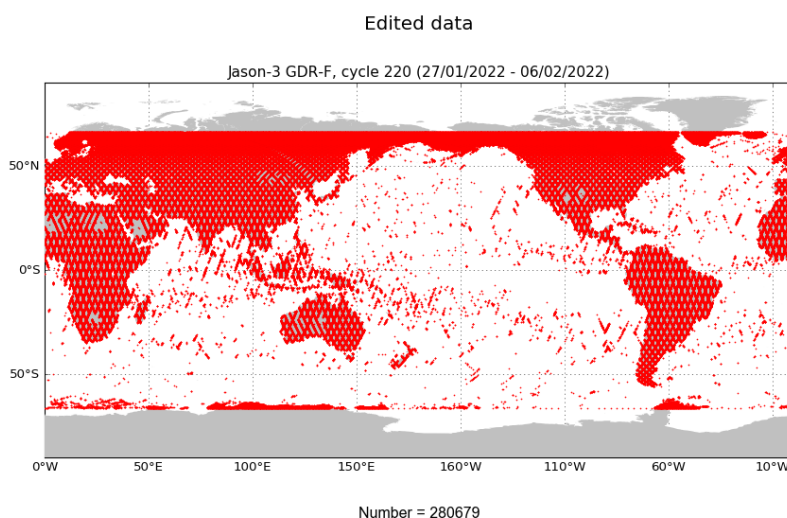 Edited data
Jason-3 GDR-F, cycle 220 (27/01/2022 - 06/02/2022)
50°N
0°S
50°S
0°W 50°E 100°E 150°E 160°W 110°W 60°W 10°W
Number = 280679